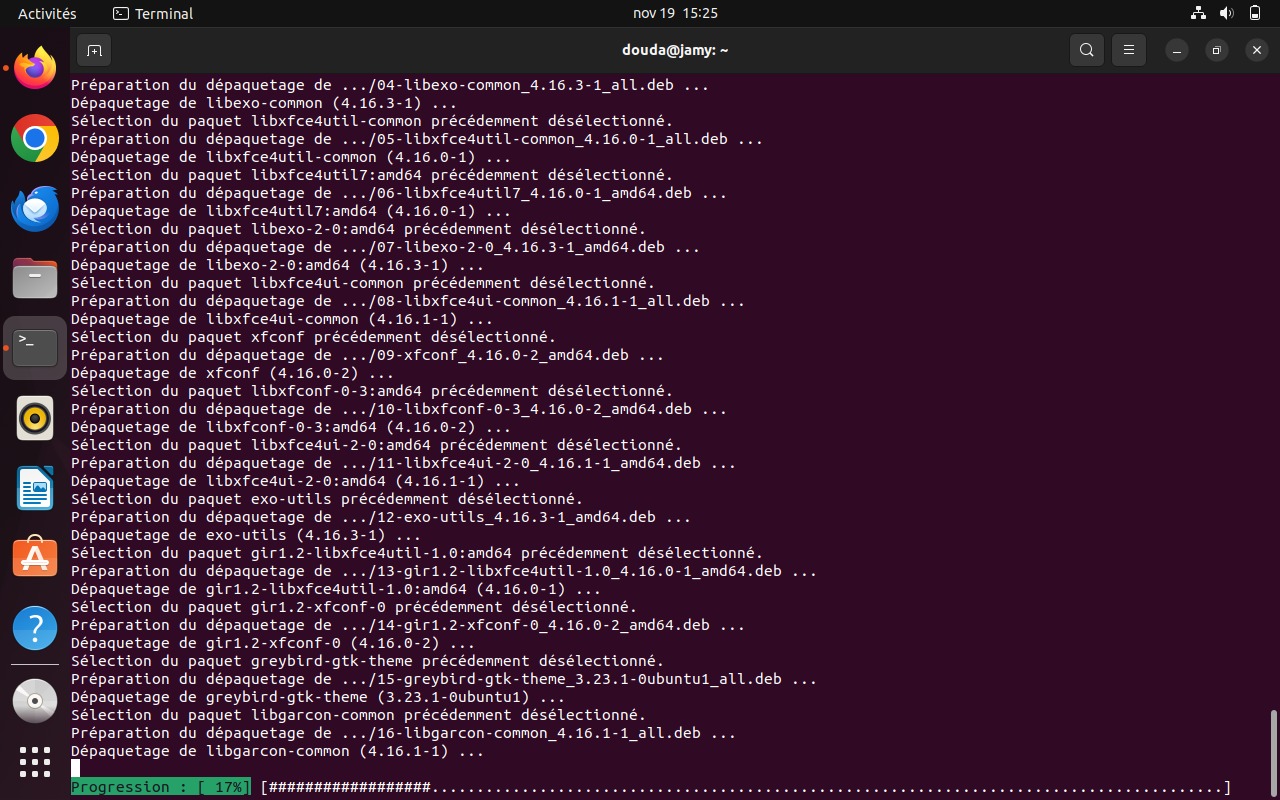 Activités
Terminal
nov 19 15:25
douda@jamy: ~
Préparation du dépaquetage de .../04-libexo-common_4.16.3-1_all.deb ...
Dépaquetage de libexo-common (4.16.3-1) ...
Sélection du paquet libxfce4util-common précédemment désélectionné.
Préparation du dépaquetage de .../05-libxfce4util-common_4.16.0-1_all.deb ...
Dépaquetage de libxfce4util-common (4.16.0-1) ...
Sélection du paquet libxfce4util7:amd64 précédemment désélectionné.
Préparation du dépaquetage de .../06-libxfce4util7_4.16.0-1_amd64.deb ...
Dépaquetage de libxfce4util7:amd64 (4.16.0-1) ...
Sélection du paquet libexo-2-0:amd64 précédemment désélectionné.
Préparation du dépaquetage de .../07-libexo-2-0_4.16.3-1_amd64.deb ...
Dépaquetage de libexo-2-0:amd64 (4.16.3-1) ...
Sélection du paquet libxfce4ui-common précédemment désélectionné.
Préparation du dépaquetage de .../08-libxfce4ui-common_4.16.1-1_all.deb ...
Dépaquetage de libxfce4ui-common (4.16.1-1) ...
Sélection du paquet xfconf précédemment désélectionné.
Préparation du dépaquetage de .../09-xfconf_4.16.0-2_amd64.deb ...
Dépaquetage de xfconf (4.16.0-2) ...
Sélection du paquet libxfconf-0-3:amd64 précédemment désélectionné.
Préparation du dépaquetage de .../10-libxfconf-0-3_4.16.0-2_amd64.deb ...
Dépaquetage de libxfconf-0-3:amd64 (4.16.0-2) ...
Sélection du paquet libxfce4ui-2-0:amd64 précédemment désélectionné.
Préparation du dépaquetage de .../11-libxfce4ui-2-0_4.16.1-1_amd64.deb ...
Dépaquetage de libxfce4ui-2-0:amd64 (4.16.1-1) ...
Sélection du paquet exo-utils précédemment désélectionné.
Préparation du dépaquetage de .../12-exo-utils_4.16.3-1_amd64.deb ...
Dépaquetage de exo-utils (4.16.3-1) ...
Sélection du paquet gir1.2-libxfce4util-1.0:amd64 précédemment désélectionné.
Préparation du dépaquetage de .../13-gir1.2-libxfce4util-1.0_4.16.0-1_amd64.deb ...
Dépaquetage de gir1.2-libxfce4util-1.0:amd64 (4.16.0-1) ...
Sélection du paquet gir1.2-xfconf-0 précédemment désélectionné.
Préparation du dépaquetage de .../14-gir1.2-xfconf-0_4.16.0-2_amd64.deb ...
Dépaquetage de gir1.2-xfconf-0 (4.16.0-2) ...
Sélection du paquet greybird-gtk-theme précédemment désélectionné.
Préparation du dépaquetage de .../15-greybird-gtk-theme_3.23.1-0ubuntu1_all.deb ...
Dépaquetage de greybird-gtk-theme (3.23.1-0ubuntu1) ...
Sélection du paquet libgarcon-common précédemment désélectionné.
Préparation du dépaquetage de .../16-libgarcon-common_4.16.1-1_all.deb ...
Dépaquetage de libgarcon-common (4.16.1-1) ...
Progression : [ 17%] [##################........................................................................................]